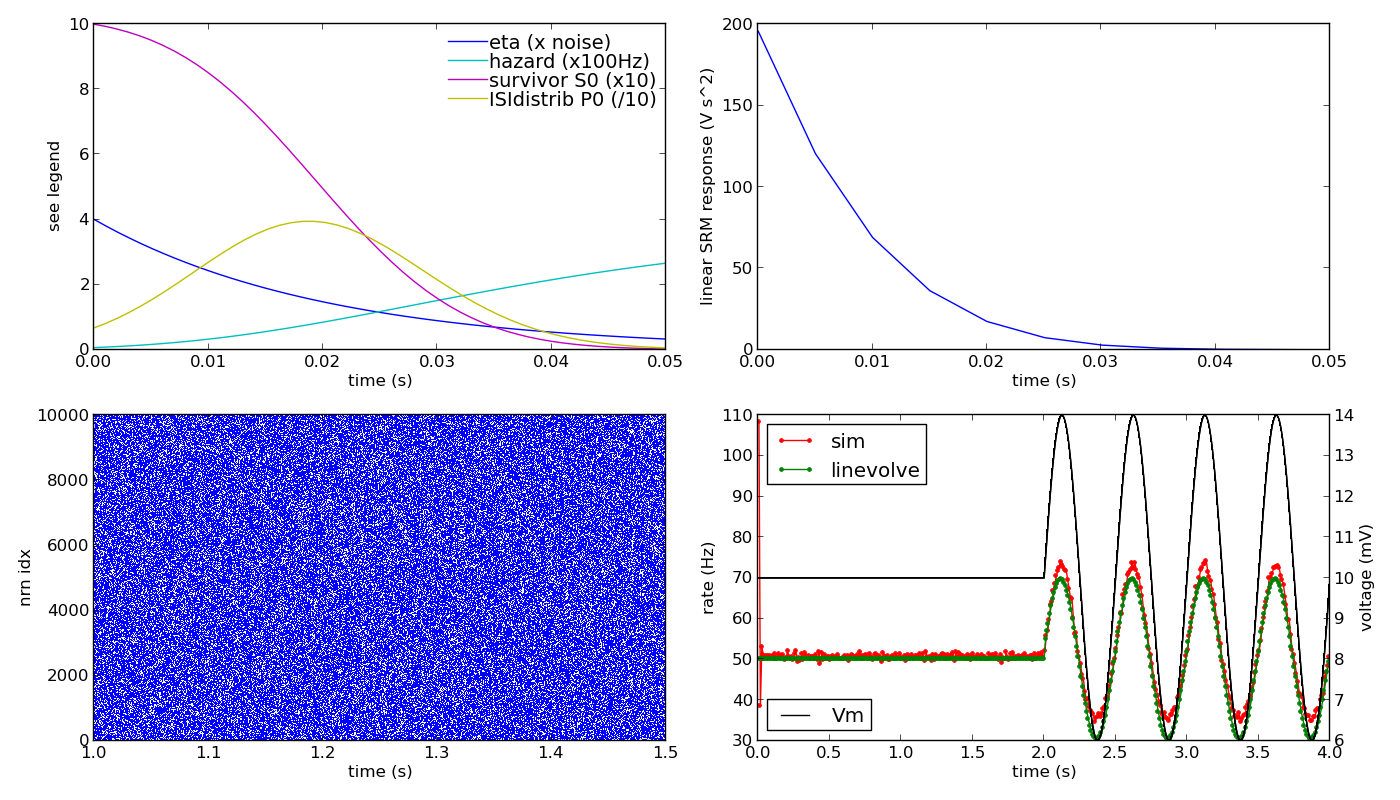 10
8
6
4
2
0
see legend
eta (x noise)
hazard (x100Hz)
survivor S0 (x10)
ISIdistrib P0 (/10)
0.00 0.01 0.02 0.03 0.04 0.05
time (s)
200
150
100
50
0
linear SRM response (V s^2)
0.00 0.01 0.02 0.03 0.04 0.05
time (s)
10000
8000
6000
4000
2000
0
nrn idx
1.0 1.1 1.2 1.3 1.4 1.5
time (s)
110
100
90
80
70
60
50
40
30
rate (Hz)
sim
linevolve
Vm
14
13
12
11
10
9
8
7
6
voltage (mV)
0.0 0.5 1.0 1.5 2.0 2.5 3.0 3.5 4.0
time (s)